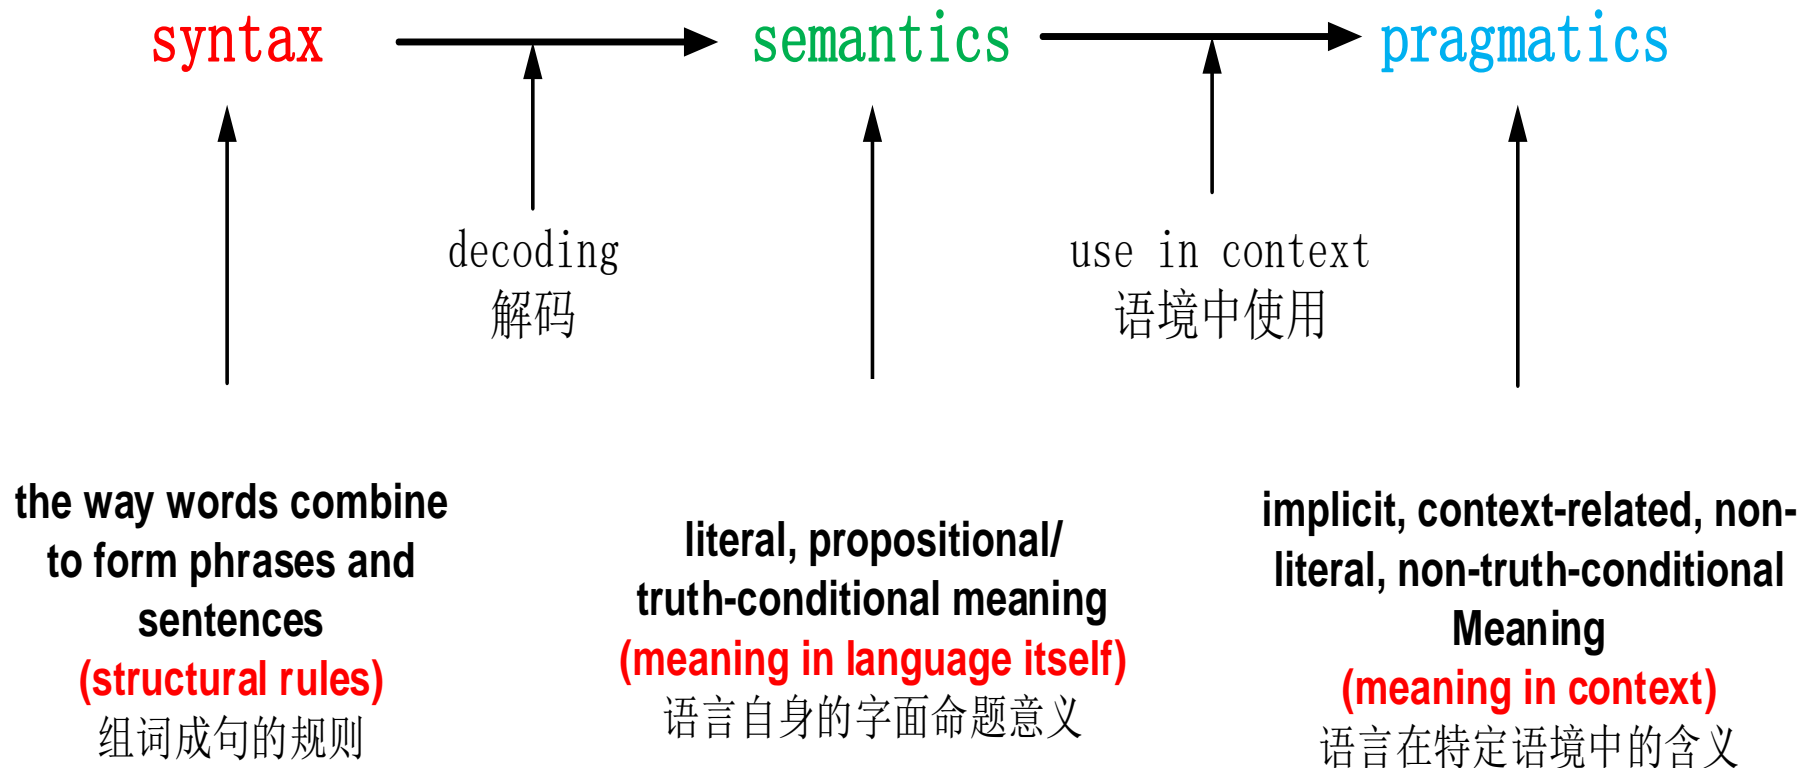 syntax
semantics
pragmatics
decoding
解码
use in context
语境中使用
the way words combine
to form phrases and
sentences
(structural rules)
组词成句的规则
literal, propositional/
truth-conditional meaning
(meaning in language itself)
语言自身的字面命题意义
implicit, context-related, non-
literal, non-truth-conditional
Meaning
(meaning in context)
语言在特定语境中的含义